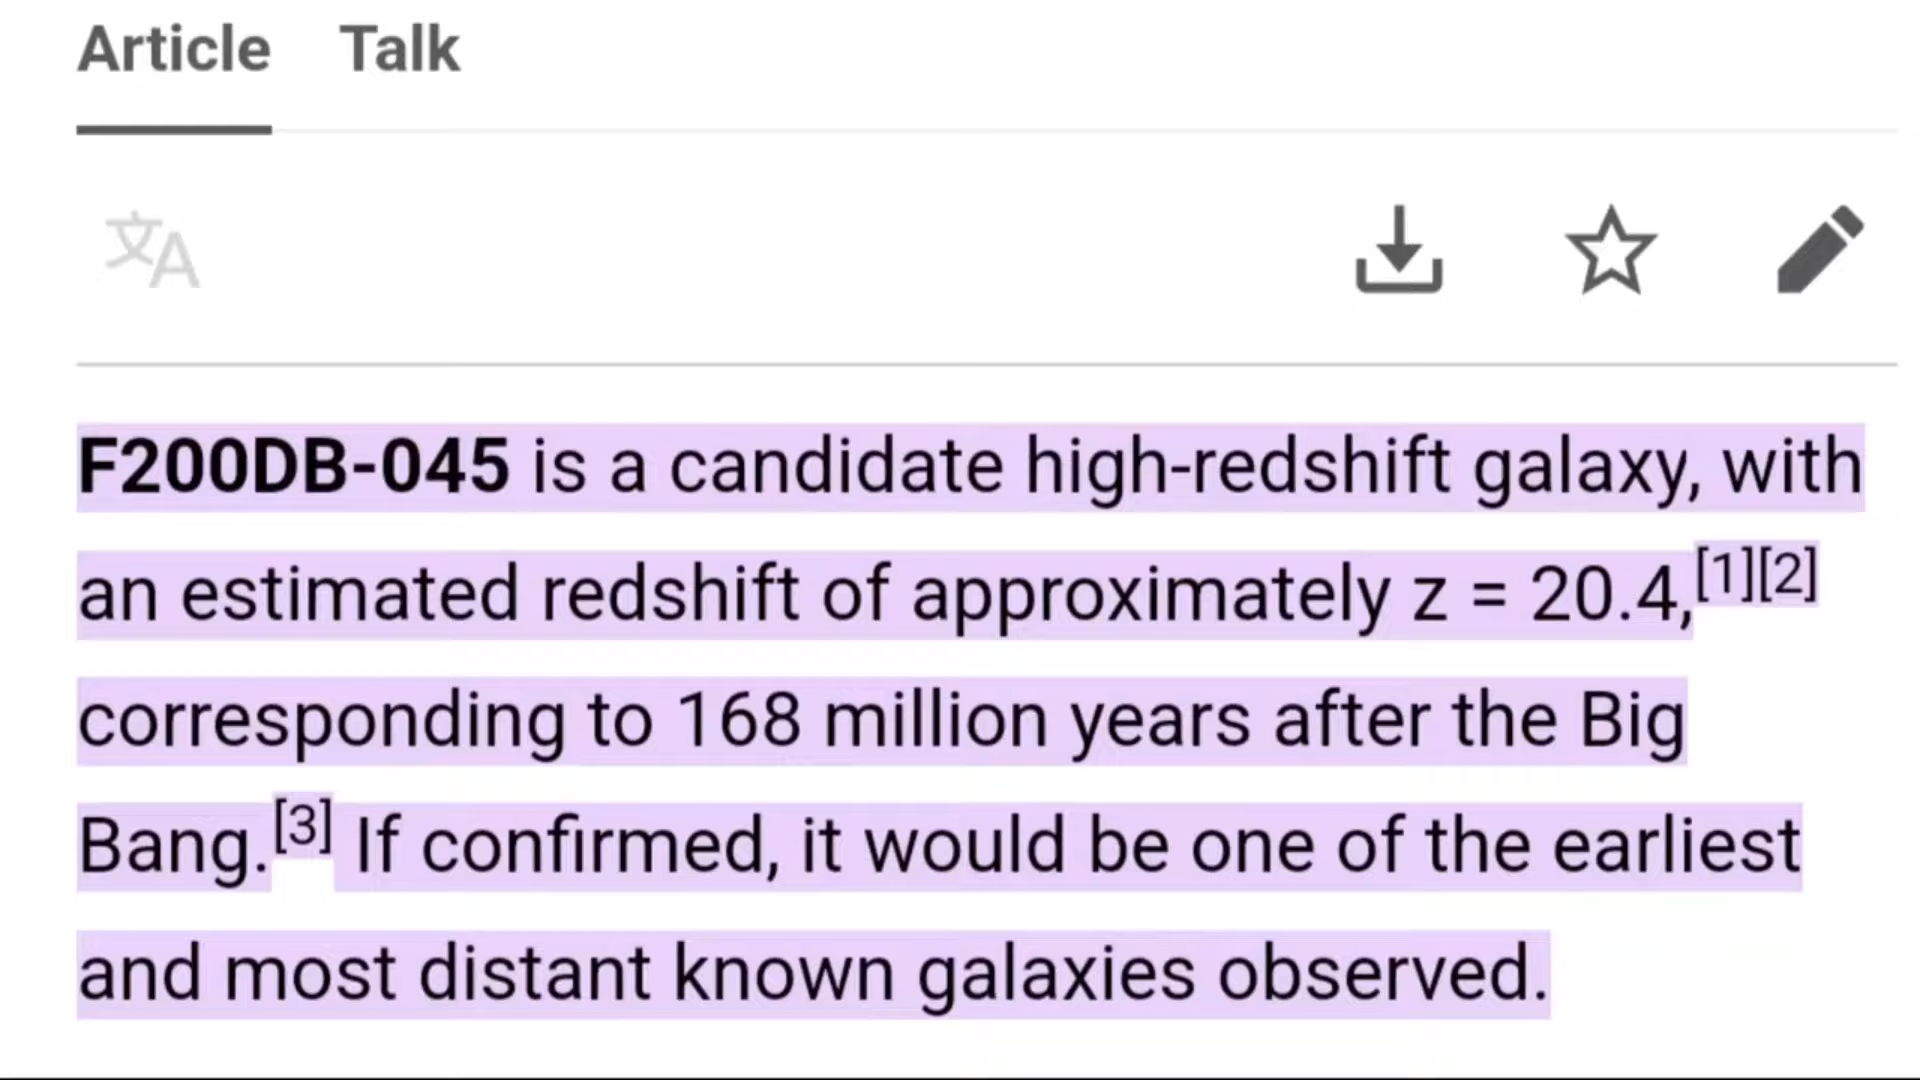 Article Talk
文A
F200DB-045 is a candidate high-redshift galaxy, with
an estimated redshift of approximately z = 20.4,[1][2]
corresponding to 168 million years after the Big
Bang.[3] If confirmed, it would be one of the earliest
and most distant known galaxies observed.